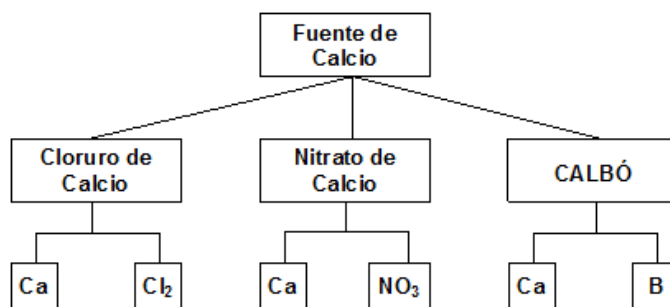 Fuente de
Calcio
Cloruro de
Calcio
Nitrato de
Calcio
CALBÓ
Ca
Cl₂
Ca
NO₃
Ca
B